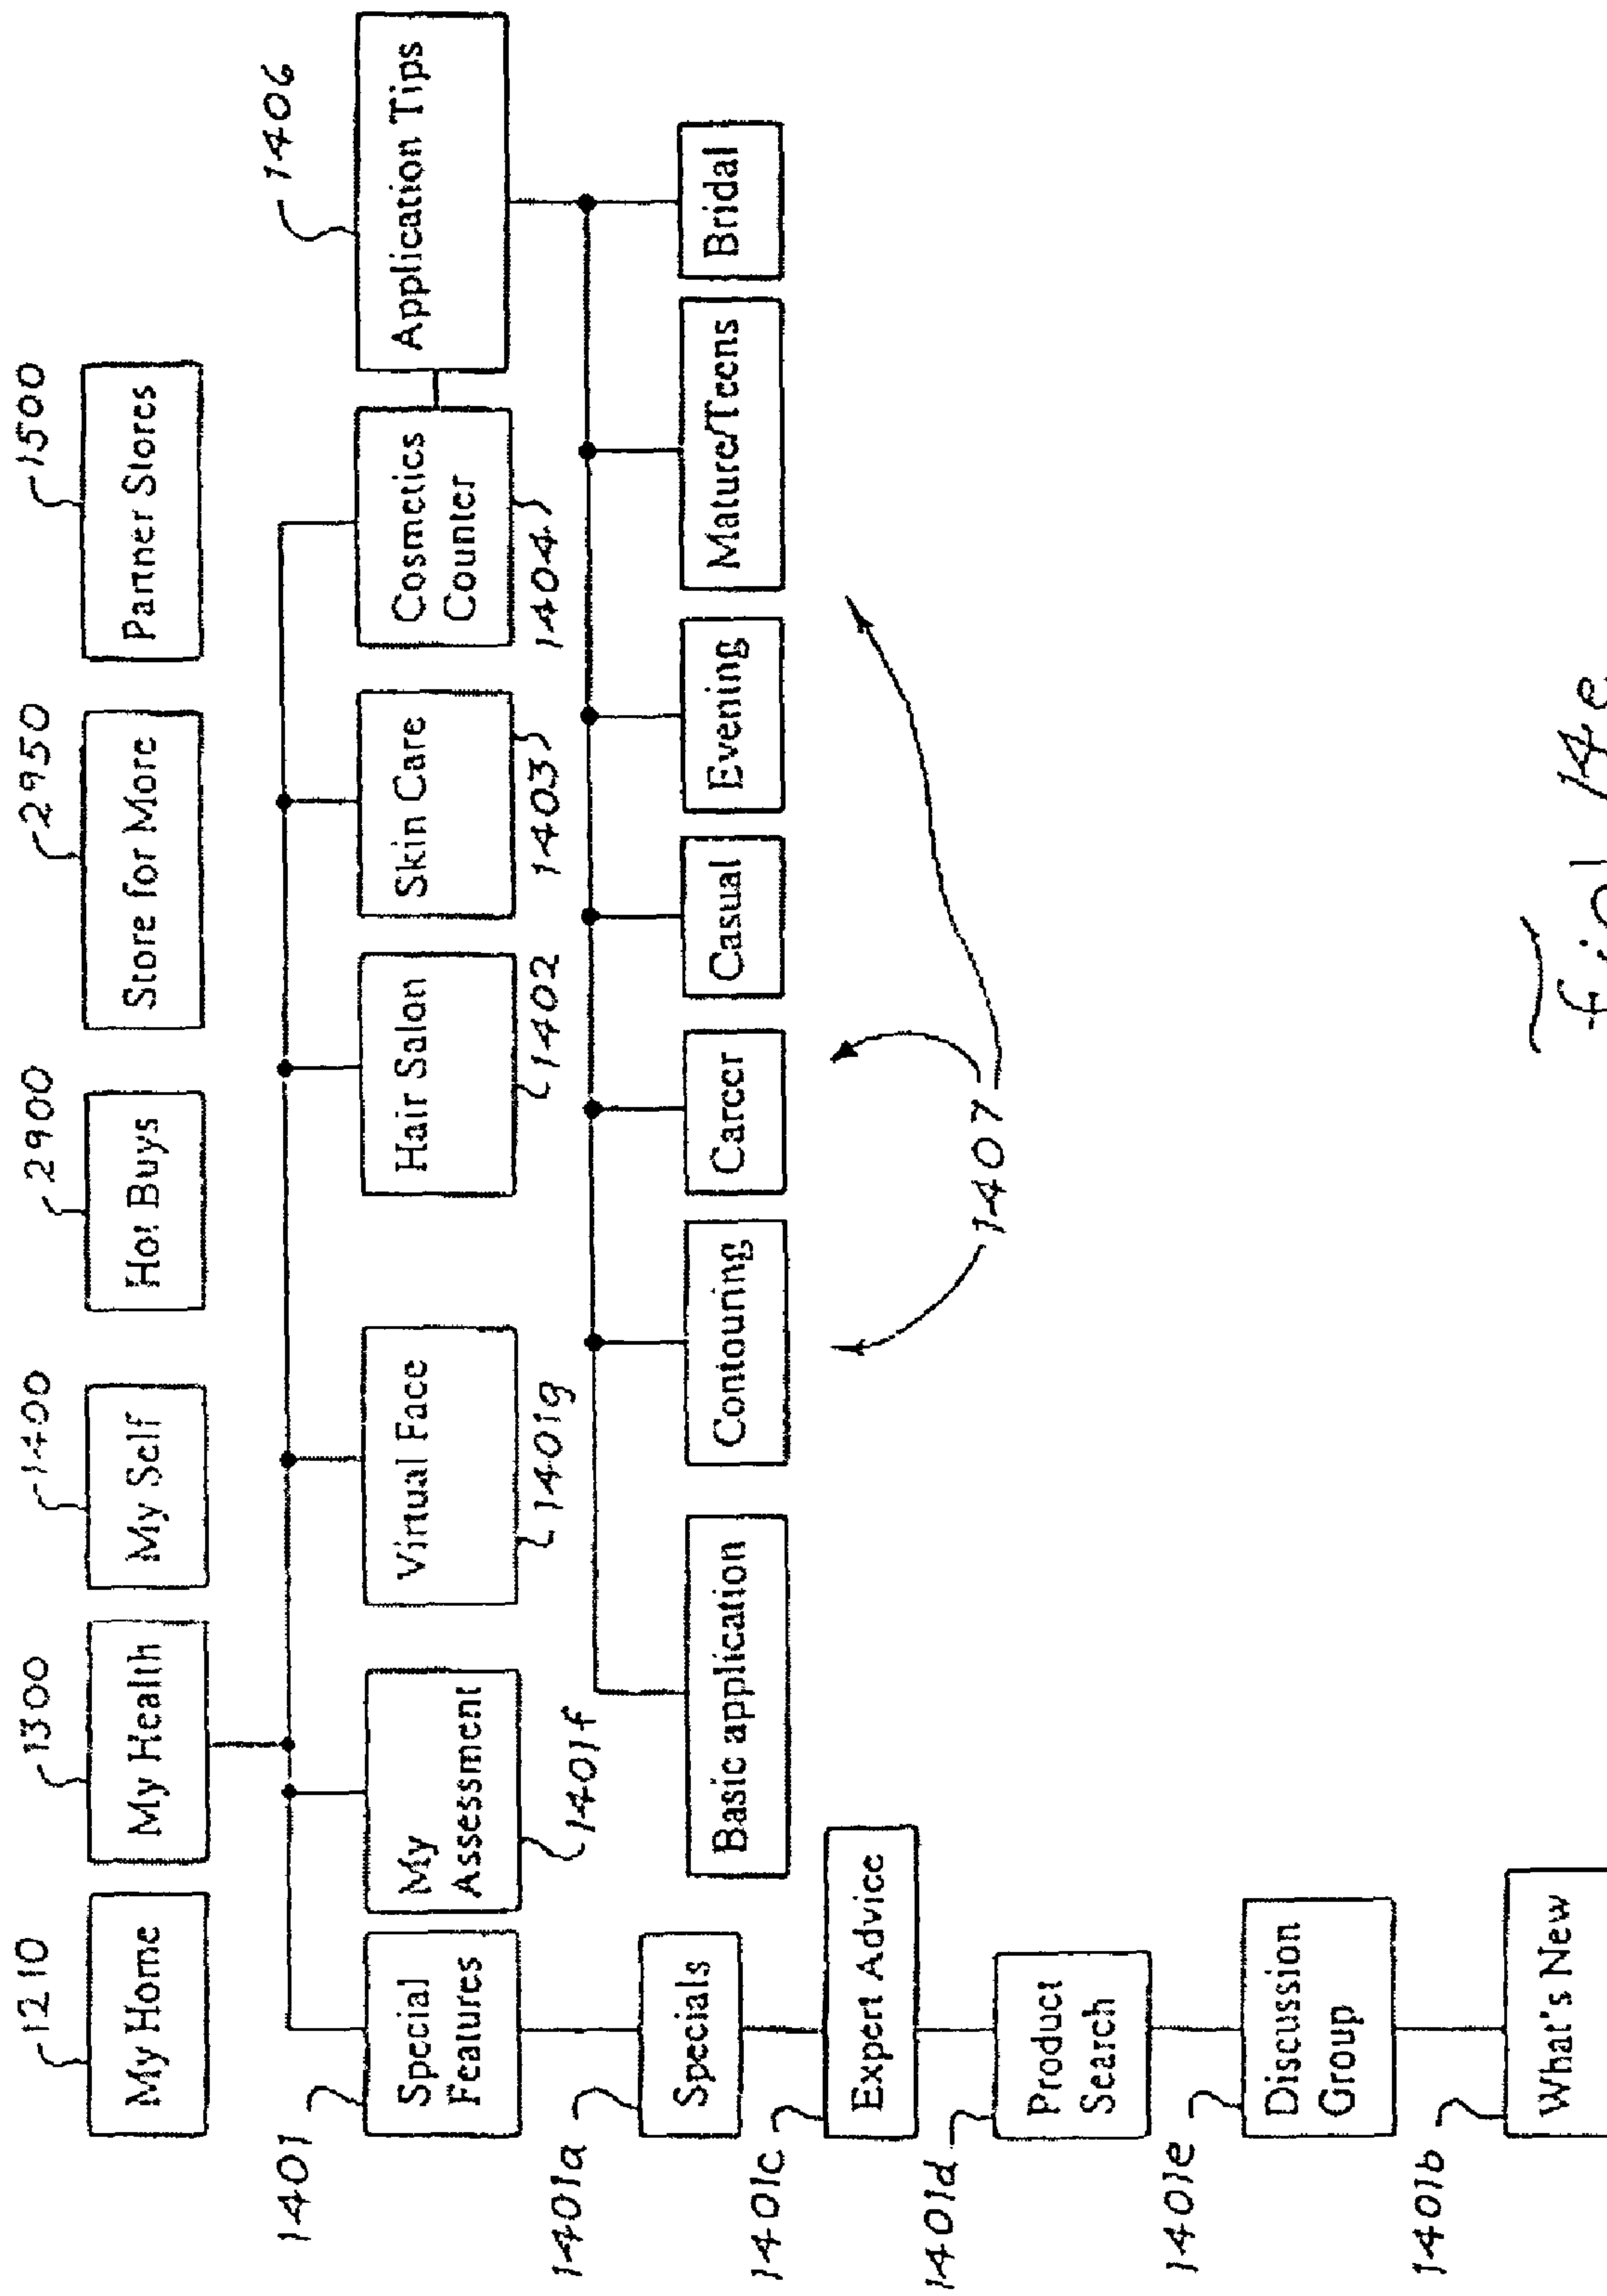 1210
1300
1400
2900
2950
1500
My Home
My Health
My Self
Hot Buys
Store for More
Partner Stores
1401
1406
Special
Features
My
Assessment
Virtual Face
Hair Salon
Skin Care
Cosmetics
Counter
Application Tips
1401f
1401g
1402
1403
1404
1401a
Specials
Basic application
Contouring
Career
Casual
Evening
Mature/Teens
Bridal
1401c
Expert Advice
1407
1401d
Product
Search
1401e
Discussion
Group
1401b
What's New
Fig. 14e